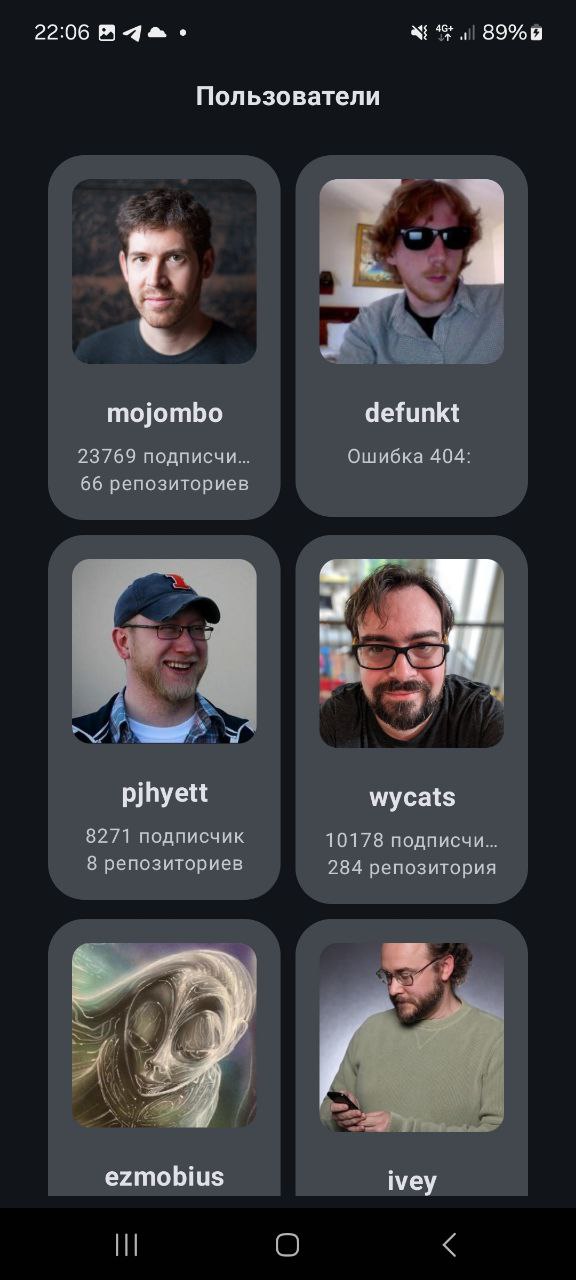 22:06
4G+
89%
Пользователи
mojombo
23769 подписчи…
66 репозиториев
defunkt
Ошибка 404:
pjhyett
8271 подписчик
8 репозиториев
wycats
10178 подписчи…
284 репозитория
ezmobius
ivey